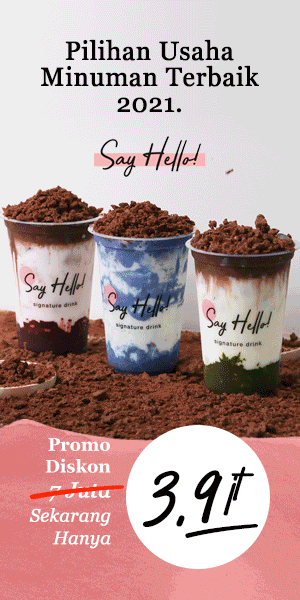 Pilihan Usaha
Minuman Terbaik
2021.
Say Hello!
Say Hello!
signature drink
Say Hello!
signature drink
Say Hello!
signature drink
Promo
Diskon
7 Juta
Sekarang
Hanya
3.9jt